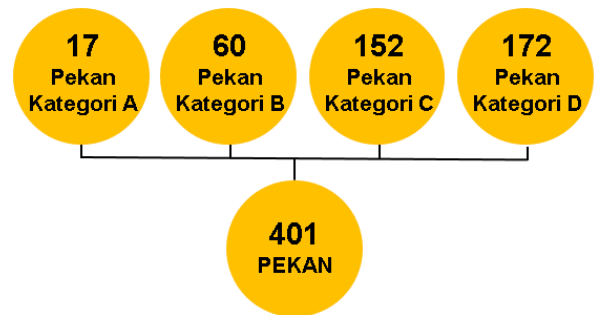 17
Pekan
Kategori A
60
Pekan
Kategori B
152
Pekan
Kategori C
172
Pekan
Kategori D
401
PEKAN